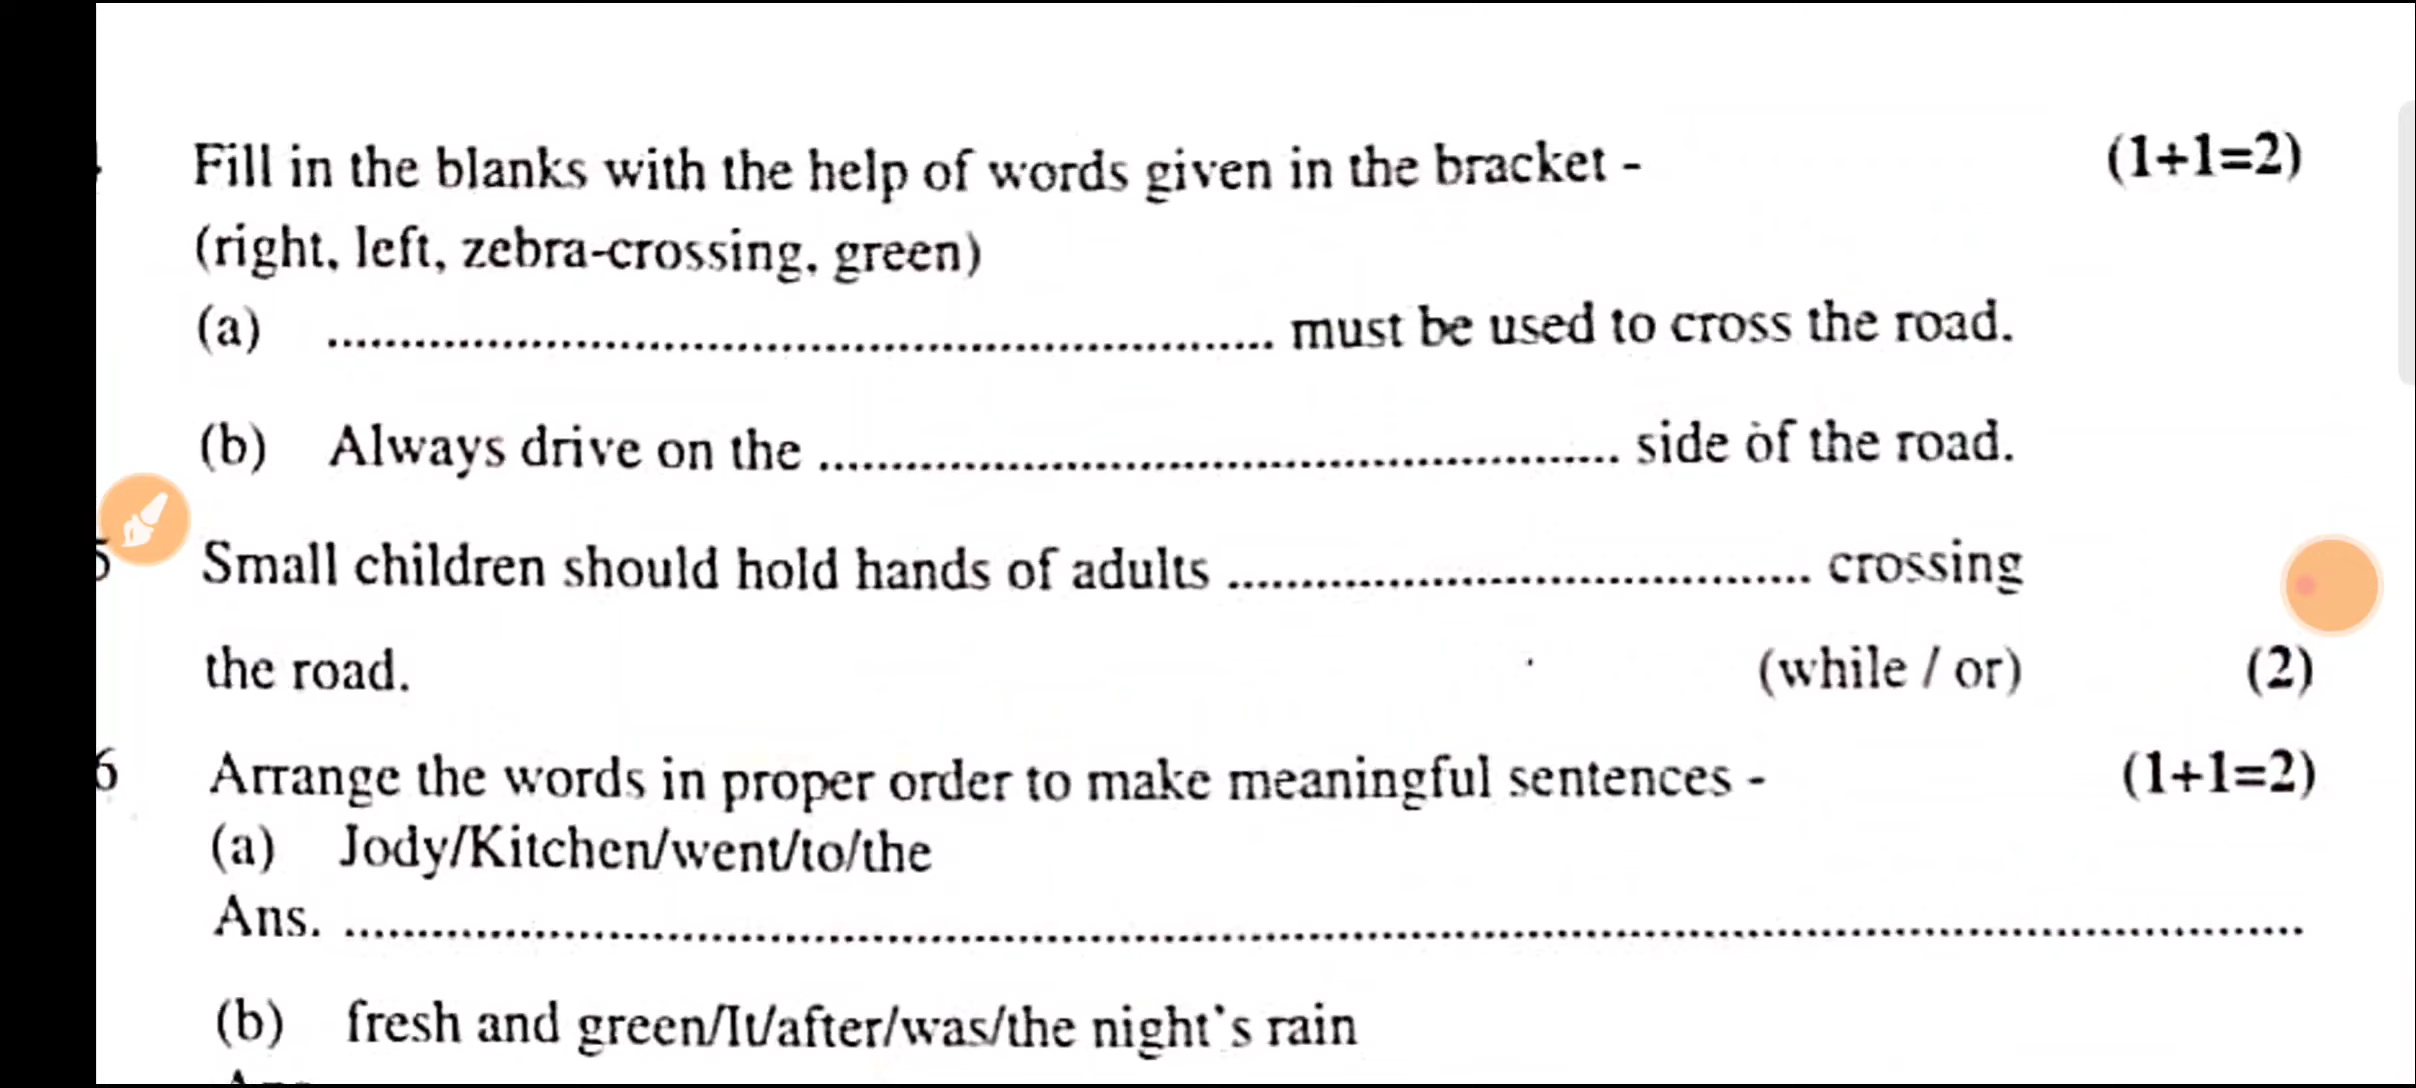 Fill in the blanks with the help of words given in the bracket - (1+1=2)
(right, left, zebra-crossing, green)
(a) ................................................................ must be used to cross the road.
(b) Always drive on the ...................................................... side of the road.
5 Small children should hold hands of adults ........................................ crossing
the road. (while / or) (2)
6 Arrange the words in proper order to make meaningful sentences - (1+1=2)
(a) Jody/Kitchen/went/to/the
Ans. ....................................................................................................................................
(b) fresh and green/It/after/was/the night's rain